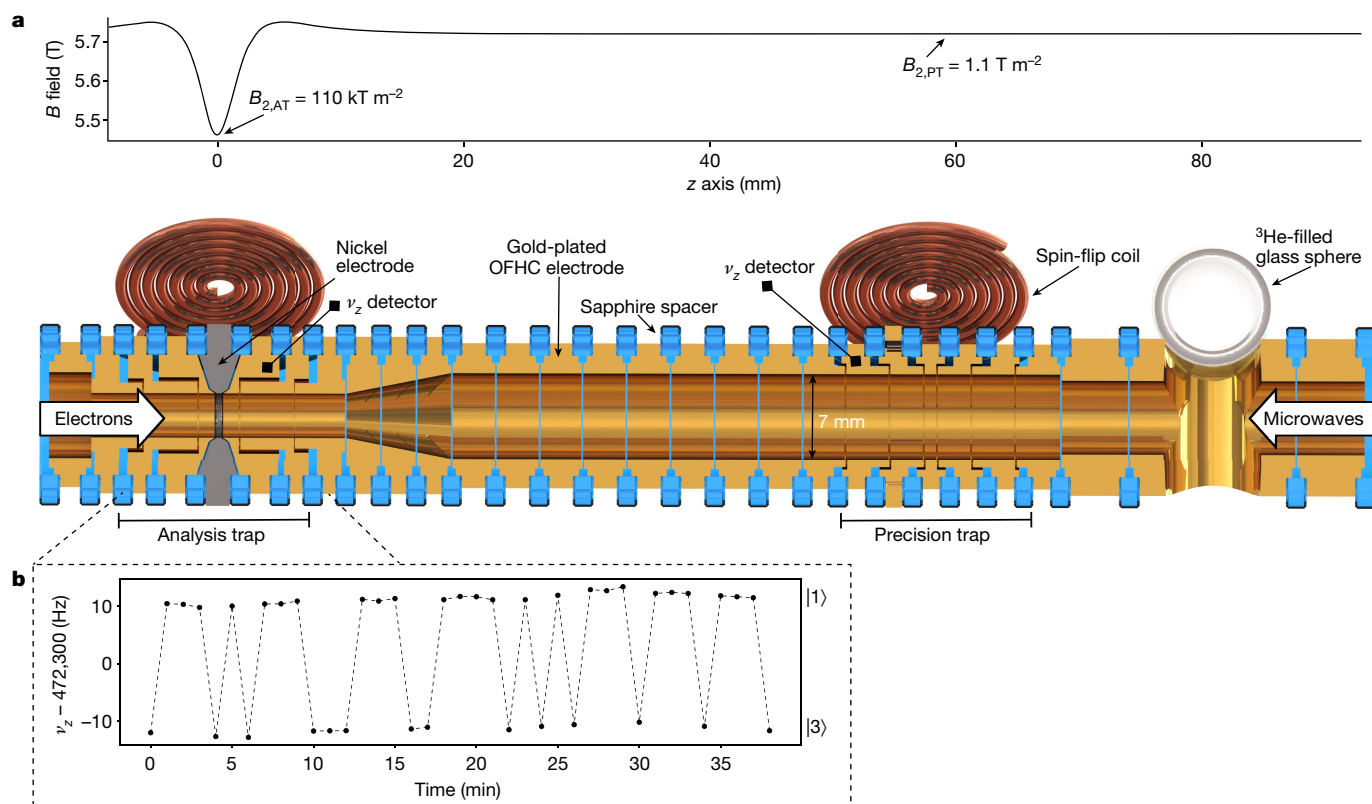 a
B field (T)
5.7
5.6
5.5
B₂,AT = 110 kT m⁻²
B₂,PT = 1.1 T m⁻²
0 20 40 60 80
z axis (mm)
Nickel
electrode
νz detector
Gold-plated
OFHC electrode
Sapphire spacer
νz detector
Spin-flip coil
³He-filled
glass sphere
Electrons
7 mm
Microwaves
Analysis trap
Precision trap
b
νz − 472,300 (Hz)
10
0
−10
|1⟩
|3⟩
0 5 10 15 20 25 30 35
Time (min)